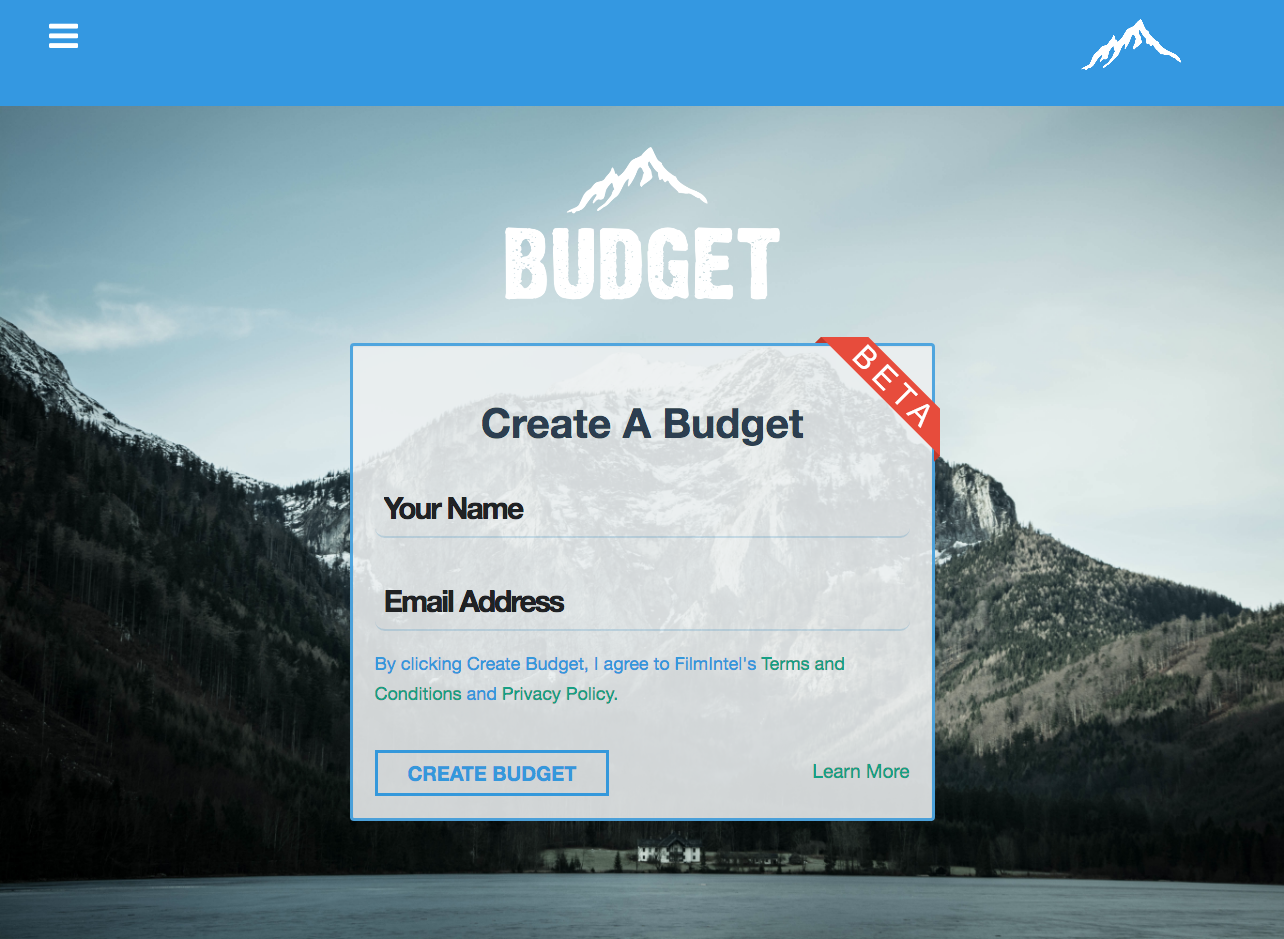 BUDGET
BETA
Create A Budget
Your Name
Email Address
By clicking Create Budget, I agree to FilmIntel's Terms and
Conditions and Privacy Policy.
CREATE BUDGET
Learn More